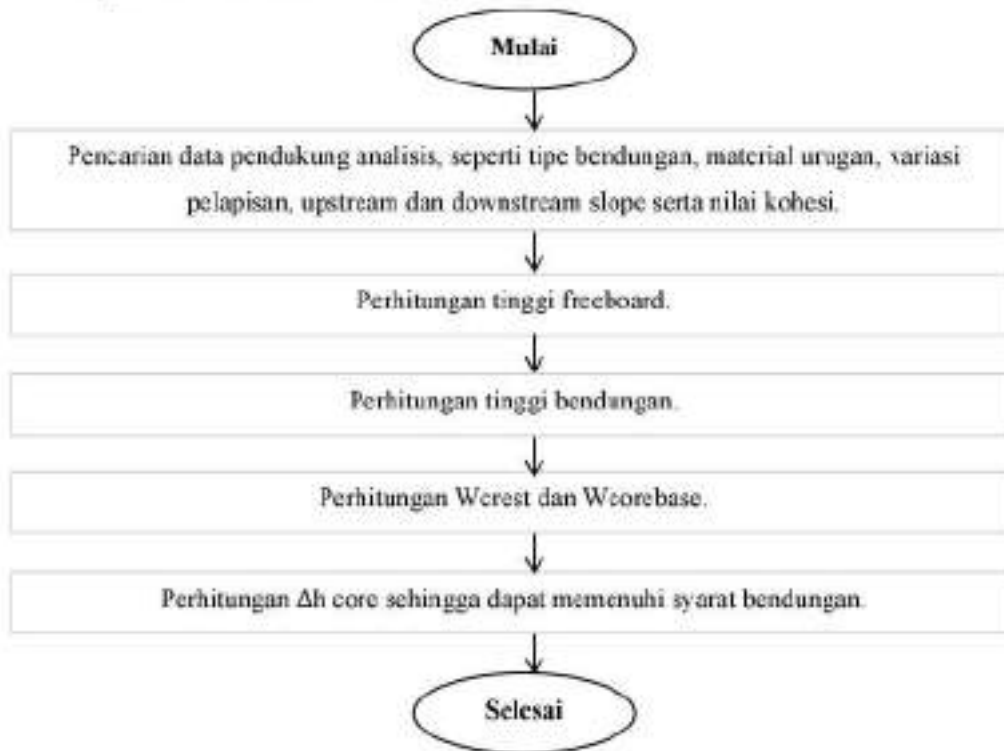 Mulai
Pencarian data pendukung analisis, seperti tipe bendungan, material urugan, variasi
pelapisan, upstream dan downstream slope serta nilai kohesi.
Perhitungan tinggi freeboard.
Perhitungan tinggi bendungan.
Perhitungan Wcrest dan Wcorebase.
Perhitungan Δh core sehingga dapat memenuhi syarat bendungan.
Selesai